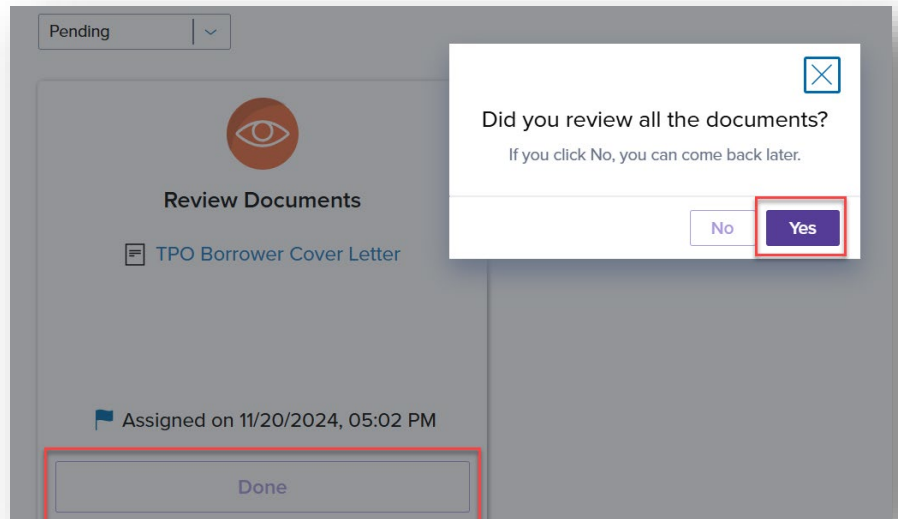 Pending
Did you review all the documents?
If you click No, you can come back later.
No
Yes
Review Documents
TPO Borrower Cover Letter
Assigned on 11/20/2024, 05:02 PM
Done